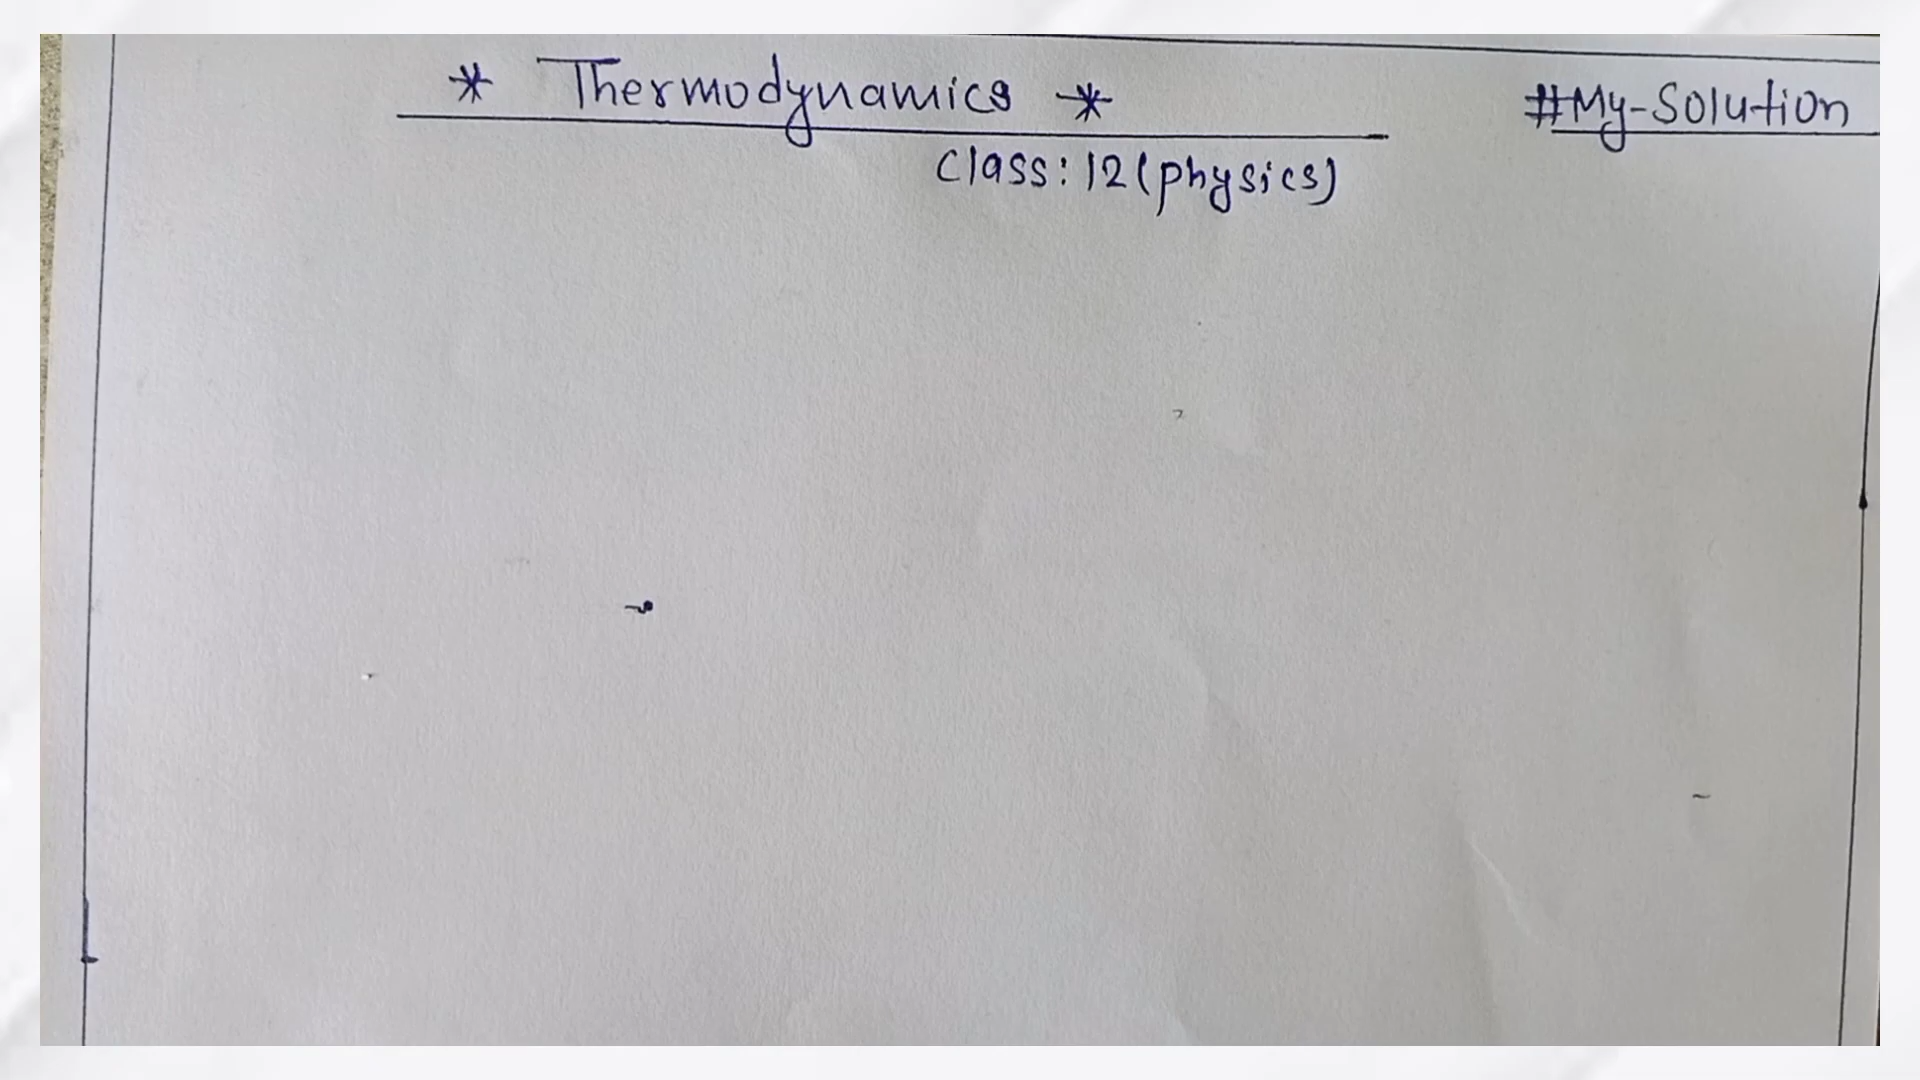 * Thermodynamics *
#My-Solution
Class: 12 (physics)